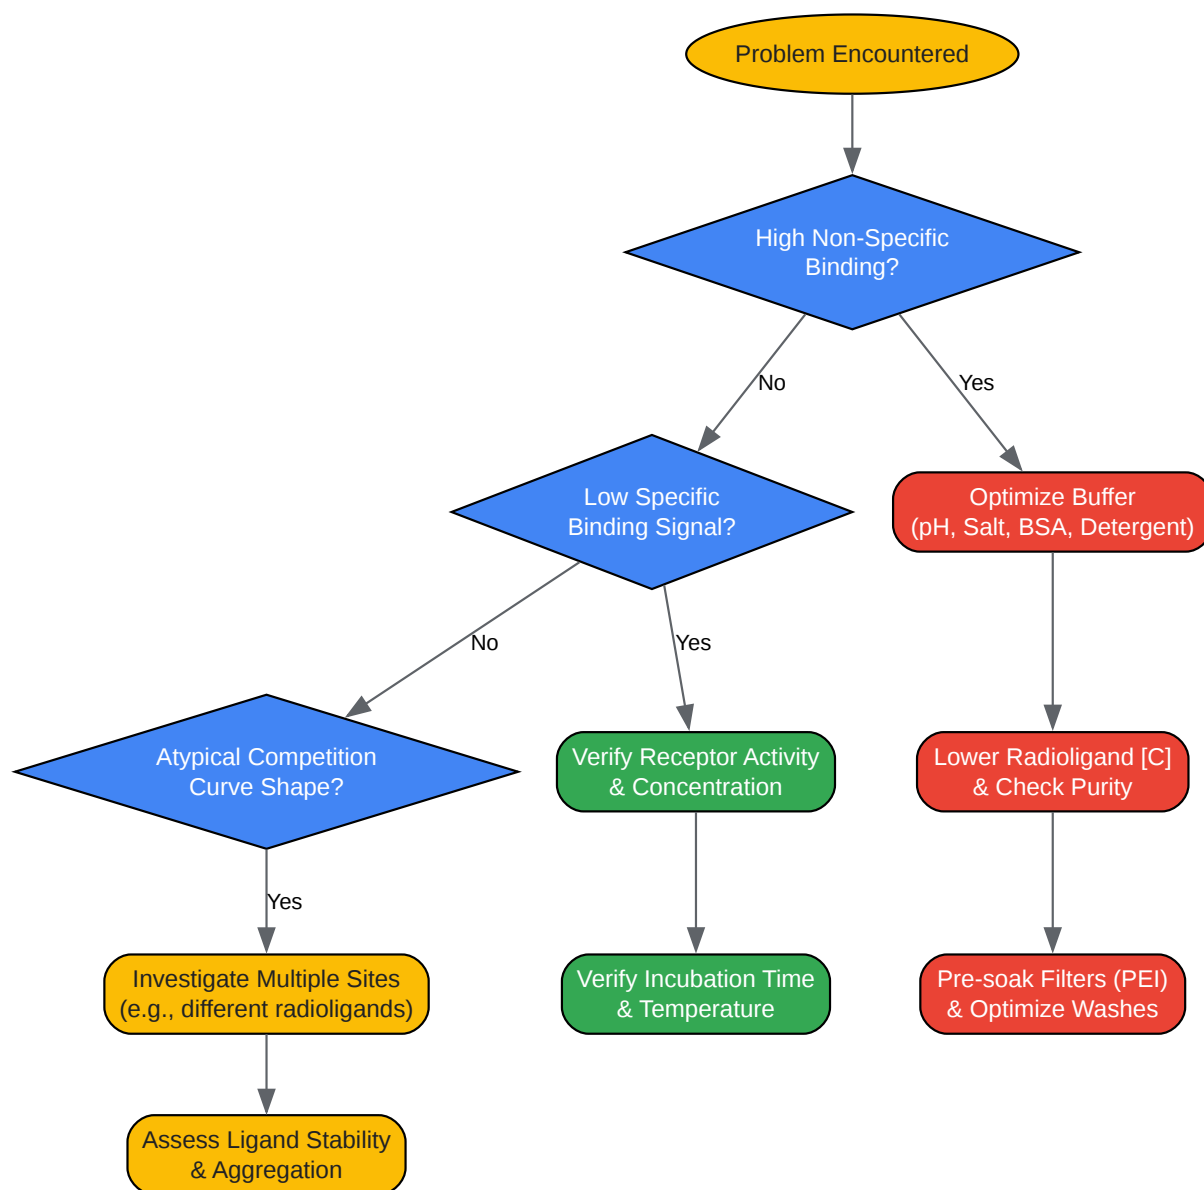 Problem Encountered
High Non-Specific
Binding?
No
Yes
Low Specific
Binding Signal?
Optimize Buffer
(pH, Salt, BSA, Detergent)
No
Yes
Atypical Competition
Curve Shape?
Verify Receptor Activity
& Concentration
Lower Radioligand [C]
& Check Purity
Yes
Investigate Multiple Sites
(e.g., different radioligands)
Verify Incubation Time
& Temperature
Pre-soak Filters (PEI)
& Optimize Washes
Assess Ligand Stability
& Aggregation